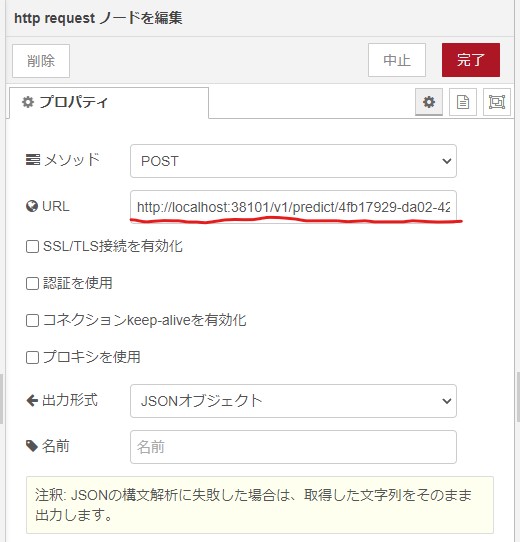 http request ノードを編集
削除
中止
完了
プロパティ
メソッド
POST
URL
http://localhost:38101/v1/predict/4fb17929-da02-42
SSL/TLS接続を有効化
認証を使用
コネクションkeep-aliveを有効化
プロキシを使用
出力形式
JSONオブジェクト
名前
名前
注釈: JSONの構文解析に失敗した場合は、取得した文字列をそのまま
出力します。